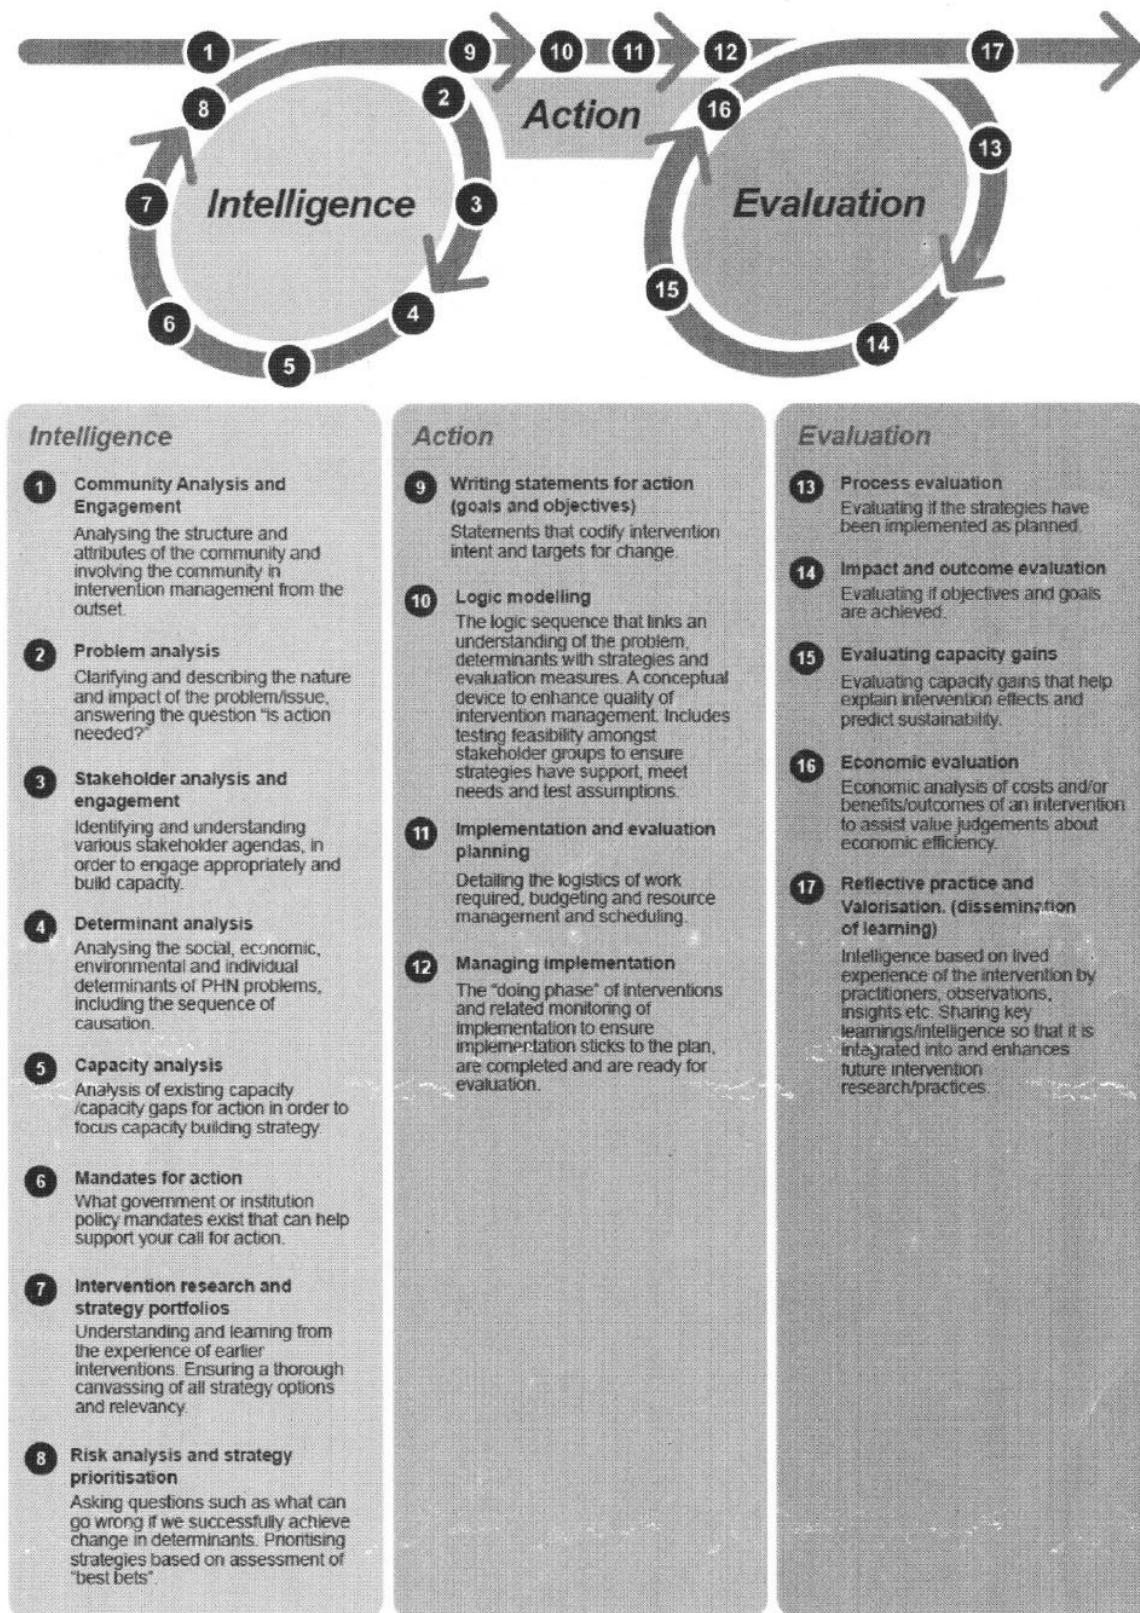 1
9
10
11
12
17
8
2
16
Action
13
7
Intelligence
3
Evaluation
15
6
4
14
5
Intelligence
1 Community Analysis and
Engagement
Analysing the structure and
attributes of the community and
involving the community in
intervention management from the
outset.
2 Problem analysis
Clarifying and describing the nature
and impact of the problem/issue,
answering the question "is action
needed?"
3 Stakeholder analysis and
engagement
Identifying and understanding
various stakeholder agendas, in
order to engage appropriately and
build capacity.
4 Determinant analysis
Analysing the social, economic,
environmental and individual
determinants of PHN problems,
including the sequence of
causation.
5 Capacity analysis
Analysis of existing capacity
/capacity gaps for action in order to
focus capacity building strategy.
6 Mandates for action
What government or institution
policy mandates exist that can help
support your call for action.
7 Intervention research and
strategy portfolios
Understanding and learning from
the experience of earlier
interventions. Ensuring a thorough
canvassing of all strategy options
and relevancy.
8 Risk analysis and strategy
prioritisation
Asking questions such as what can
go wrong if we successfully achieve
change in determinants. Prioritising
strategies based on assessment of
"best bets".
Action
9 Writing statements for action
(goals and objectives)
Statements that codify intervention
intent and targets for change.
10 Logic modelling
The logic sequence that links an
understanding of the problem,
determinants with strategies and
evaluation measures. A conceptual
device to enhance quality of
intervention management. Includes
testing feasibility amongst
stakeholder groups to ensure
strategies have support, meet
needs and test assumptions.
11 Implementation and evaluation
planning
Detailing the logistics of work
required, budgeting and resource
management and scheduling.
12 Managing implementation
The "doing phase" of interventions
and related monitoring of
implementation to ensure
implementation sticks to the plan,
are completed and are ready for
evaluation.
Evaluation
13 Process evaluation
Evaluating if the strategies have
been implemented as planned.
14 Impact and outcome evaluation
Evaluating if objectives and goals
are achieved.
15 Evaluating capacity gains
Evaluating capacity gains that help
explain intervention effects and
predict sustainability.
16 Economic evaluation
Economic analysis of costs and/or
benefits/outcomes of an intervention
to assist value judgements about
economic efficiency.
17 Reflective practice and
Valorisation. (dissemination
of learning)
Intelligence based on lived
experience of the intervention by
practitioners, observations,
insights etc. Sharing key
learnings/intelligence so that it is
integrated into and enhances
future intervention
research/practices.